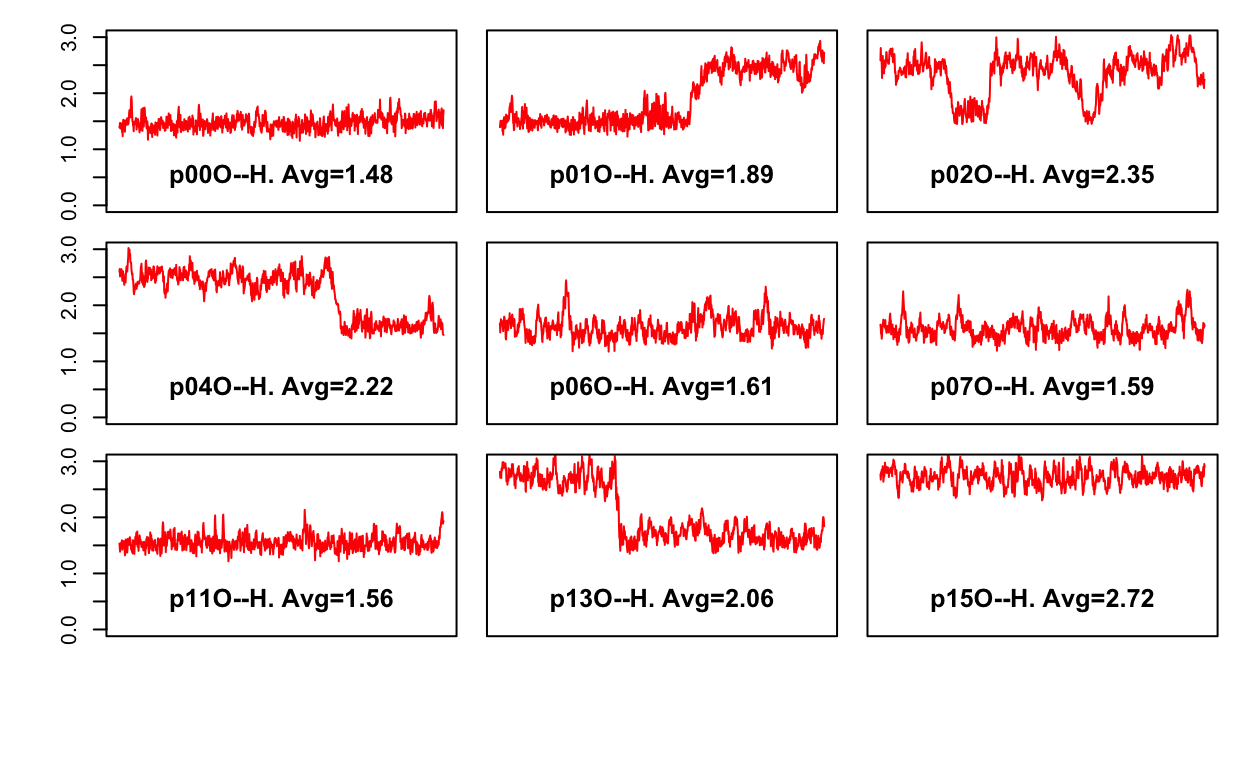 3.0
2.0
1.0
0.0
p00O--H. Avg=1.48
p01O--H. Avg=1.89
p02O--H. Avg=2.35
3.0
2.0
1.0
0.0
p04O--H. Avg=2.22
p06O--H. Avg=1.61
p07O--H. Avg=1.59
3.0
2.0
1.0
0.0
p11O--H. Avg=1.56
p13O--H. Avg=2.06
p15O--H. Avg=2.72